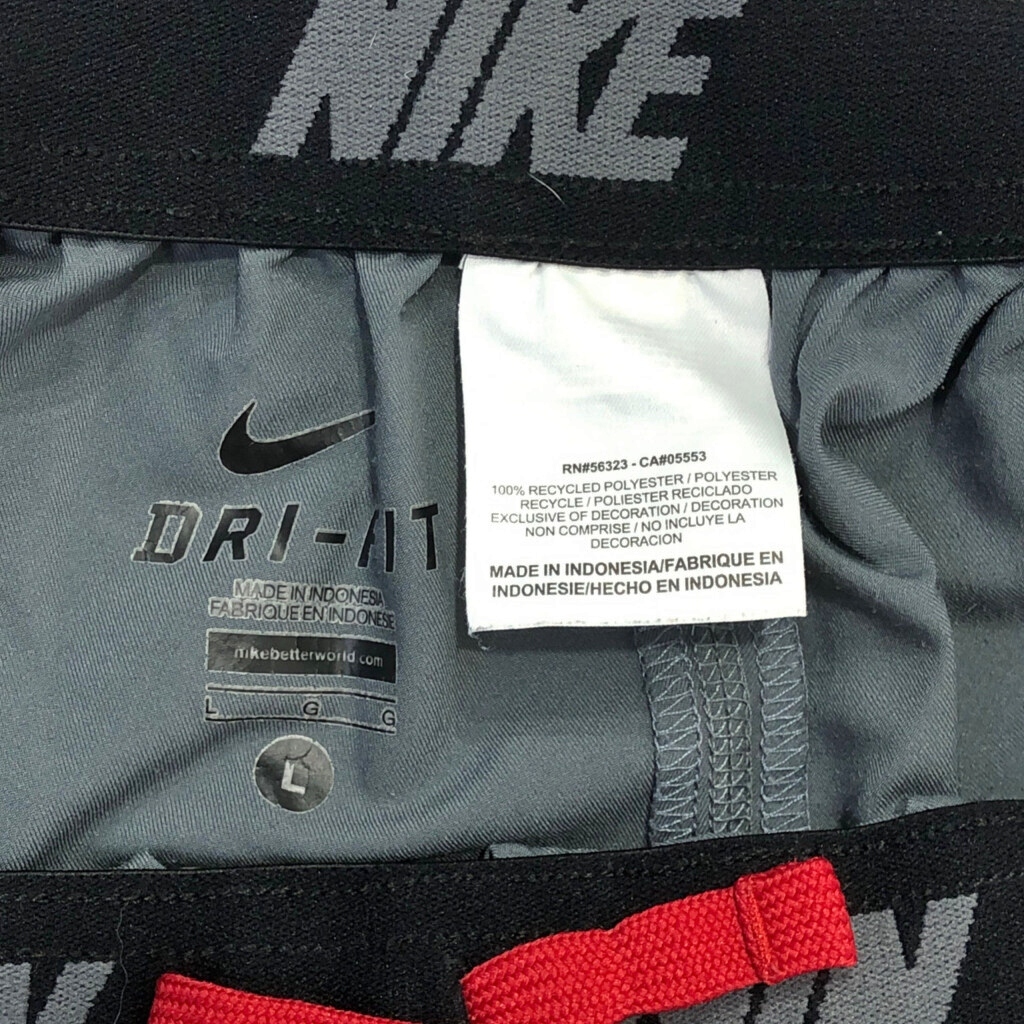 NIKE
DRI-FIT
MADE IN INDONESIA
FABRIQUE EN INDONESIE
nikebetterworld.com
L G G
L
RN#56323 - CA#05553
100% RECYCLED POLYESTER / POLYESTER
RECYCLE / POLIESTER RECICLADO
EXCLUSIVE OF DECORATION / DECORATION
NON COMPRISE / NO INCLUYE LA
DECORACION
MADE IN INDONESIA/FABRIQUE EN
INDONESIE/HECHO EN INDONESIA